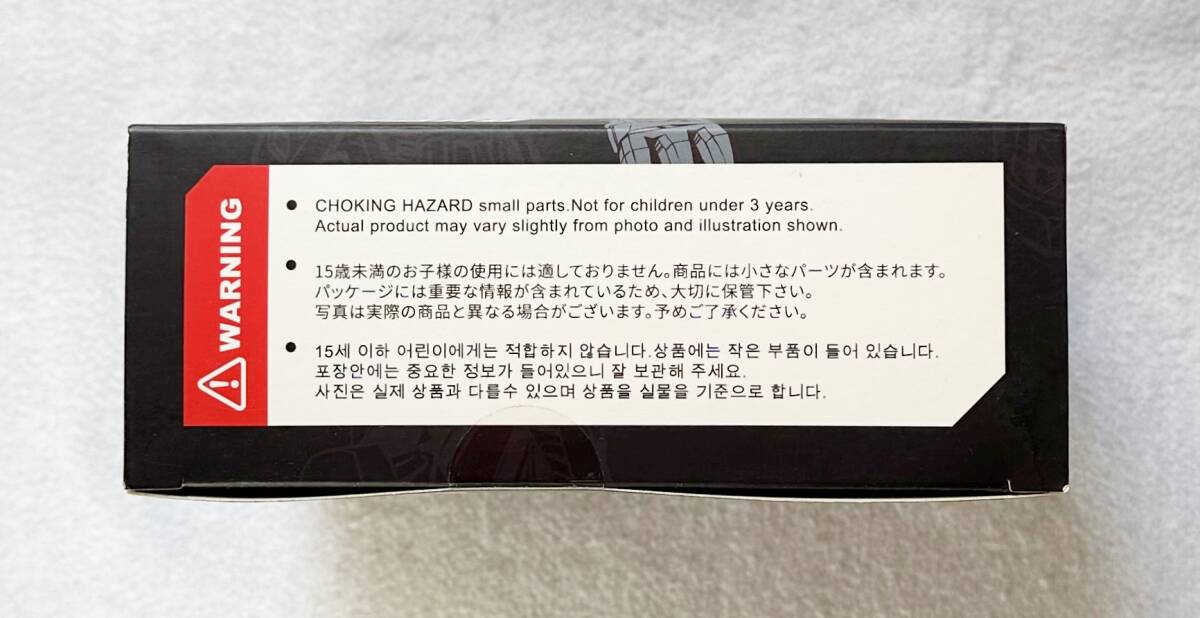 WARNING
● CHOKING HAZARD small parts.Not for children under 3 years.
Actual product may vary slightly from photo and illustration shown.
● 15歳未満のお子様の使用には適しておりません。商品には小さなパーツが含まれます。
パッケージには重要な情報が含まれているため、大切に保管下さい。
写真は実際の商品と異なる場合がございます。予めご了承ください。
● 15세 이하 어린이에게는 적합하지 않습니다.상품에는 작은 부품이 들어 있습니다.
포장안에는 중요한 정보가 들어있으니 잘 보관해 주세요.
사진은 실제 상품과 다를수 있으며 상품을 실물을 기준으로 합니다.